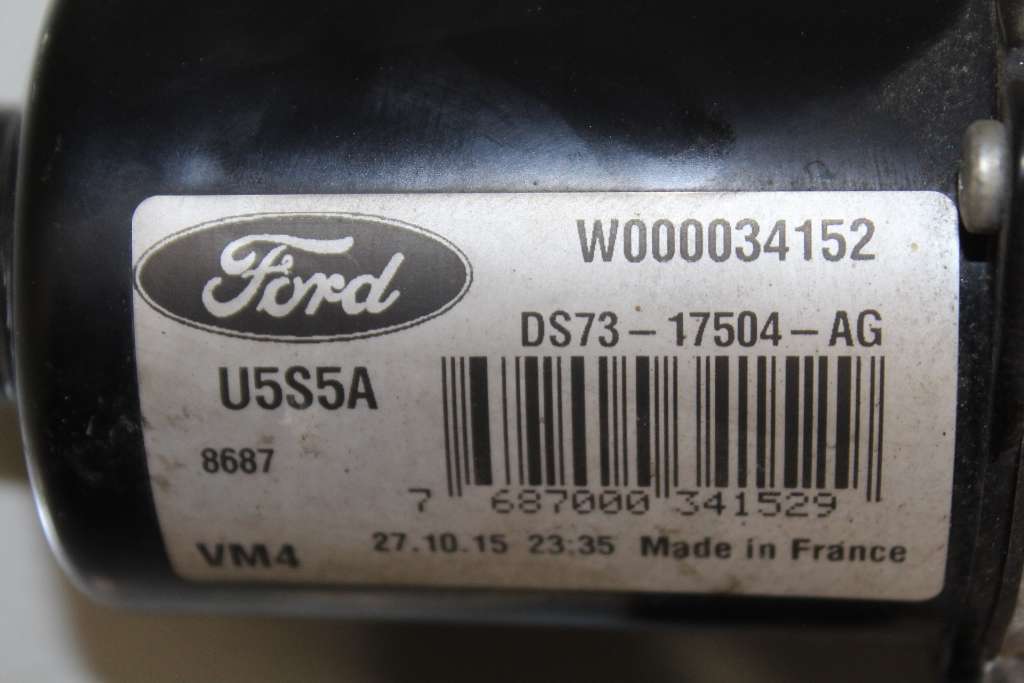 Ford
W000034152
DS73-17504-AG
U5S5A
8687
7 687000 341529
VM4
27.10.15 23:35 Made in France